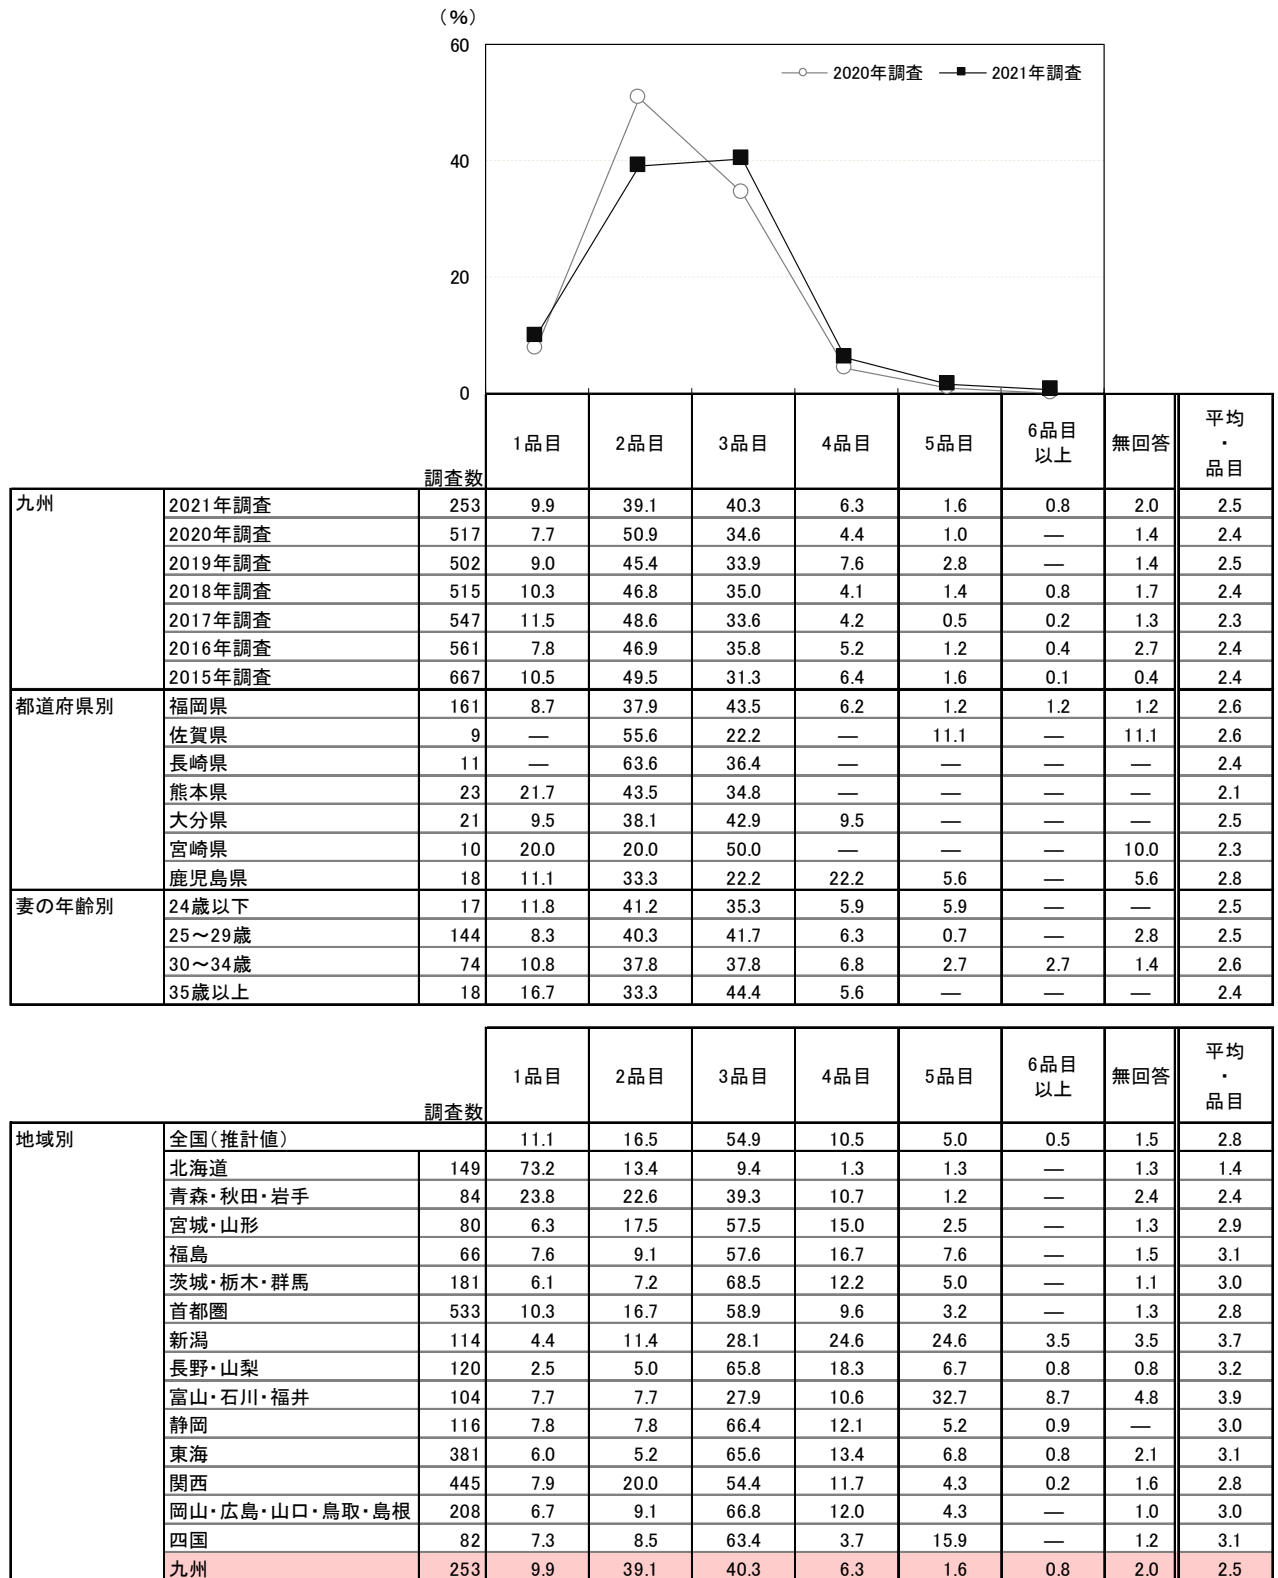 （％）
60
40
20
0
2020年調査 2021年調査
調査数 1品目 2品目 3品目 4品目 5品目 6品目以上 無回答 平均・品目
九州 2021年調査 253 9.9 39.1 40.3 6.3 1.6 0.8 2.0 2.5
2020年調査 517 7.7 50.9 34.6 4.4 1.0 ― 1.4 2.4
2019年調査 502 9.0 45.4 33.9 7.6 2.8 ― 1.4 2.5
2018年調査 515 10.3 46.8 35.0 4.1 1.4 0.8 1.7 2.4
2017年調査 547 11.5 48.6 33.6 4.2 0.5 0.2 1.3 2.3
2016年調査 561 7.8 46.9 35.8 5.2 1.2 0.4 2.7 2.4
2015年調査 667 10.5 49.5 31.3 6.4 1.6 0.1 0.4 2.4
都道府県別 福岡県 161 8.7 37.9 43.5 6.2 1.2 1.2 1.2 2.6
佐賀県 9 ― 55.6 22.2 ― 11.1 ― 11.1 2.6
長崎県 11 ― 63.6 36.4 ― ― ― ― 2.4
熊本県 23 21.7 43.5 34.8 ― ― ― ― 2.1
大分県 21 9.5 38.1 42.9 9.5 ― ― ― 2.5
宮崎県 10 20.0 20.0 50.0 ― ― ― 10.0 2.3
鹿児島県 18 11.1 33.3 22.2 22.2 5.6 ― 5.6 2.8
妻の年齢別 24歳以下 17 11.8 41.2 35.3 5.9 5.9 ― ― 2.5
25～29歳 144 8.3 40.3 41.7 6.3 0.7 ― 2.8 2.5
30～34歳 74 10.8 37.8 37.8 6.8 2.7 2.7 1.4 2.6
35歳以上 18 16.7 33.3 44.4 5.6 ― ― ― 2.4
調査数 1品目 2品目 3品目 4品目 5品目 6品目以上 無回答 平均・品目
地域別 全国（推計値） 11.1 16.5 54.9 10.5 5.0 0.5 1.5 2.8
北海道 149 73.2 13.4 9.4 1.3 1.3 ― 1.3 1.4
青森・秋田・岩手 84 23.8 22.6 39.3 10.7 1.2 ― 2.4 2.4
宮城・山形 80 6.3 17.5 57.5 15.0 2.5 ― 1.3 2.9
福島 66 7.6 9.1 57.6 16.7 7.6 ― 1.5 3.1
茨城・栃木・群馬 181 6.1 7.2 68.5 12.2 5.0 ― 1.1 3.0
首都圏 533 10.3 16.7 58.9 9.6 3.2 ― 1.3 2.8
新潟 114 4.4 11.4 28.1 24.6 24.6 3.5 3.5 3.7
長野・山梨 120 2.5 5.0 65.8 18.3 6.7 0.8 0.8 3.2
富山・石川・福井 104 7.7 7.7 27.9 10.6 32.7 8.7 4.8 3.9
静岡 116 7.8 7.8 66.4 12.1 5.2 0.9 ― 3.0
東海 381 6.0 5.2 65.6 13.4 6.8 0.8 2.1 3.1
関西 445 7.9 20.0 54.4 11.7 4.3 0.2 1.6 2.8
岡山・広島・山口・鳥取・島根 208 6.7 9.1 66.8 12.0 4.3 ― 1.0 3.0
四国 82 7.3 8.5 63.4 3.7 15.9 ― 1.2 3.1
九州 253 9.9 39.1 40.3 6.3 1.6 0.8 2.0 2.5